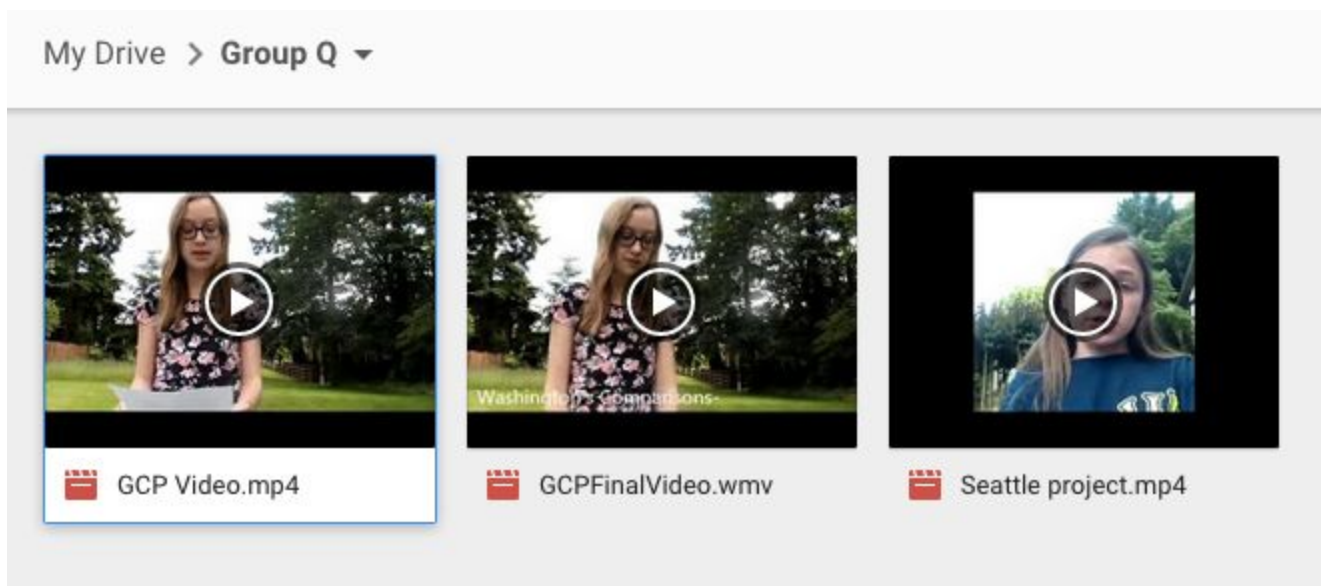 My Drive > Group Q
Washington's Comparisons-
GCP Video.mp4
GCPFinalVideo.wmv
Seattle project.mp4